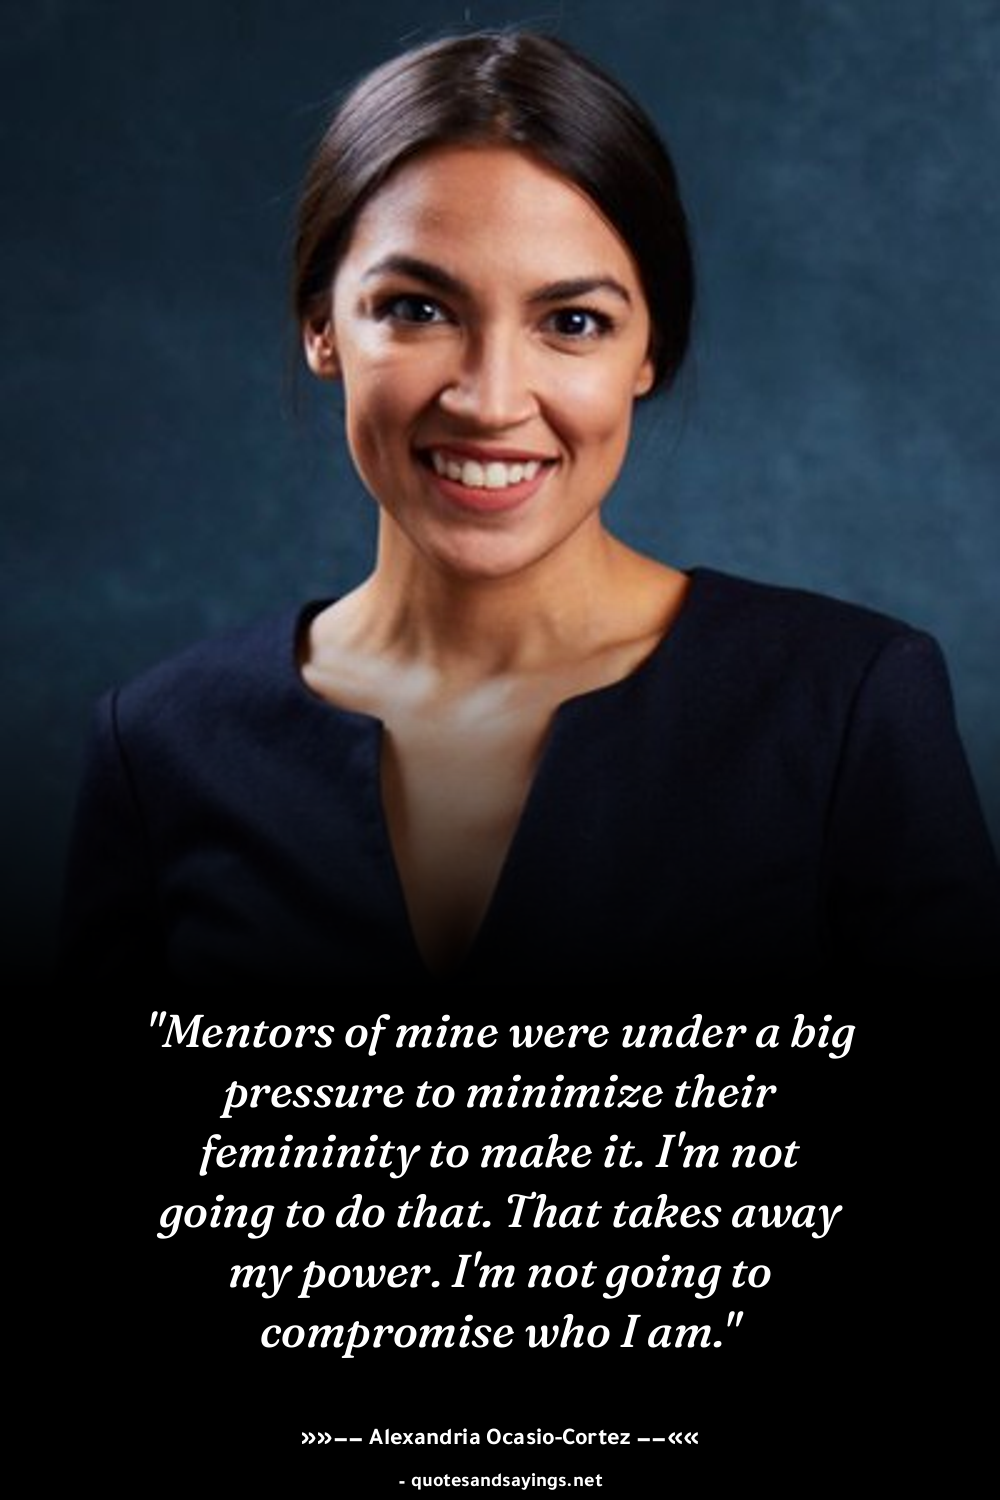 "Mentors of mine were under a big
pressure to minimize their
femininity to make it. I'm not
going to do that. That takes away
my power. I'm not going to
compromise who I am."
»»–– Alexandria Ocasio-Cortez ––««
- quotesandsayings.net